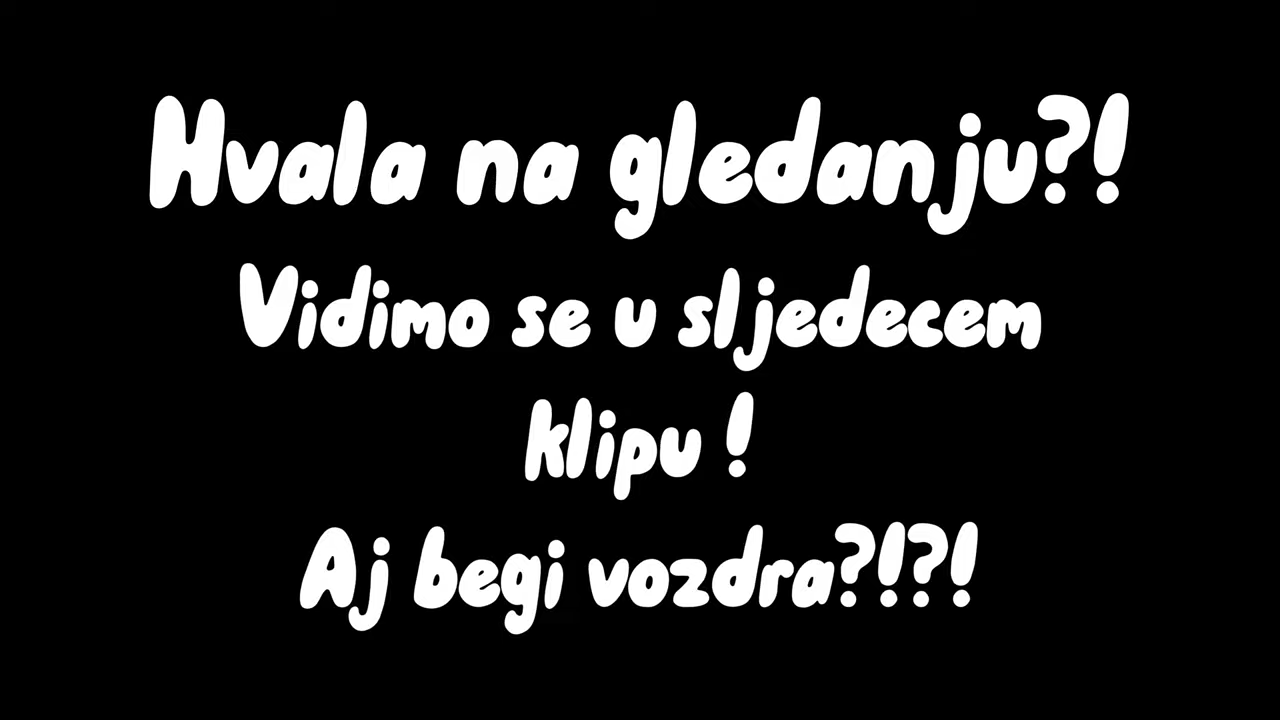 Hvala na gledanju?!
Vidimo se u sljedecem
klipu !
Aj begi vozdra?!?!